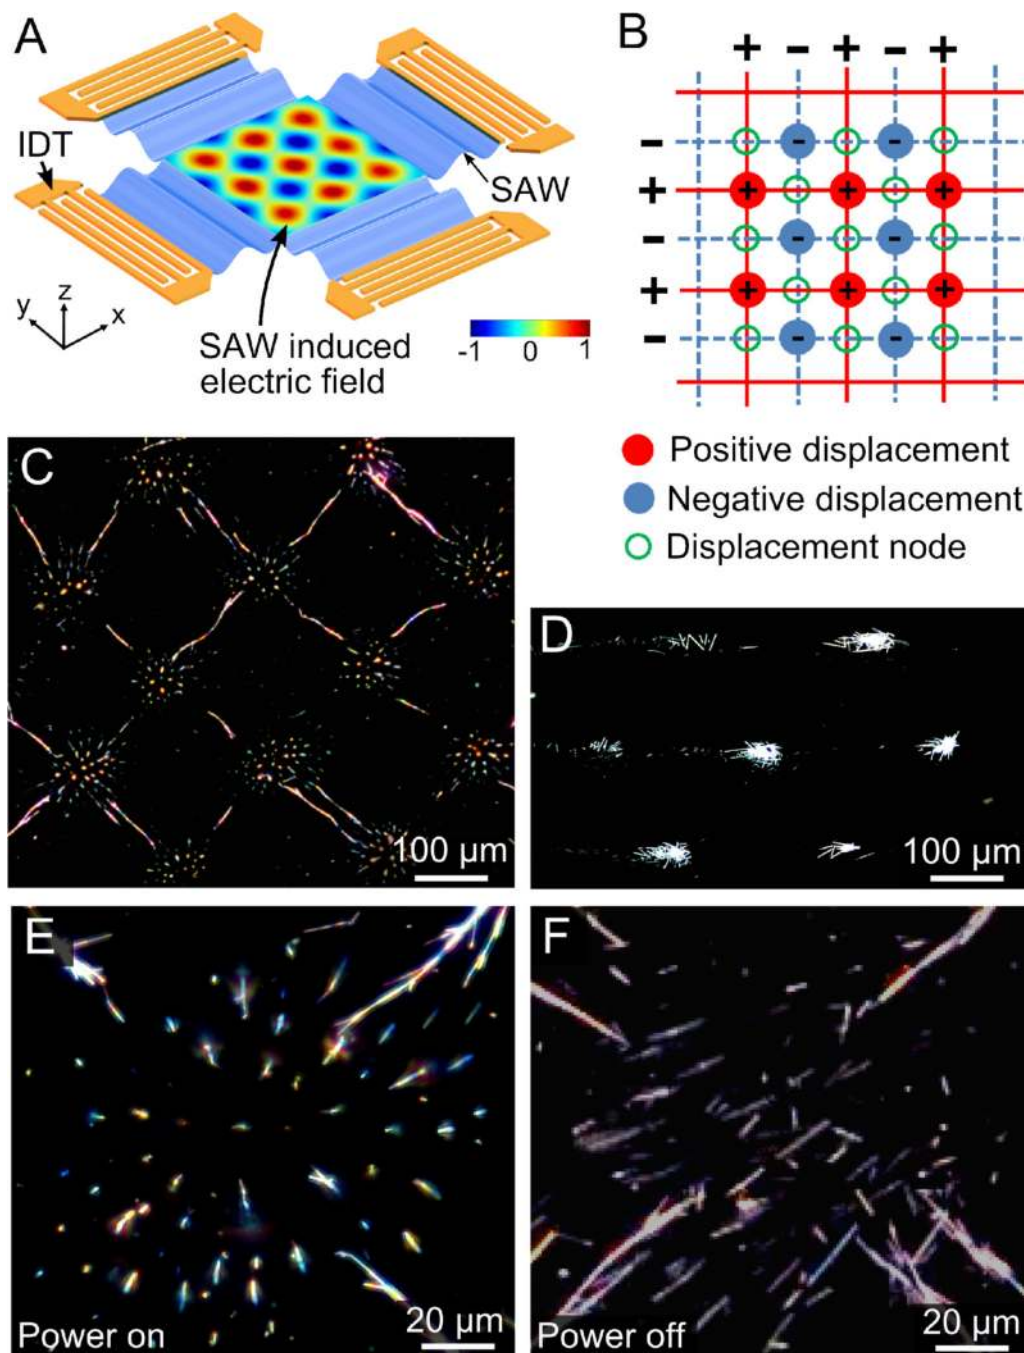 A
IDT
SAW
y
z
x
SAW induced
electric field
-1 0 1
B
+ - + - +
-
- -
+
+ + +
-
- -
+
+ + +
-
- -
Positive displacement
Negative displacement
Displacement node
C
100 µm
D
100 µm
E
Power on
20 µm
F
Power off
20 µm